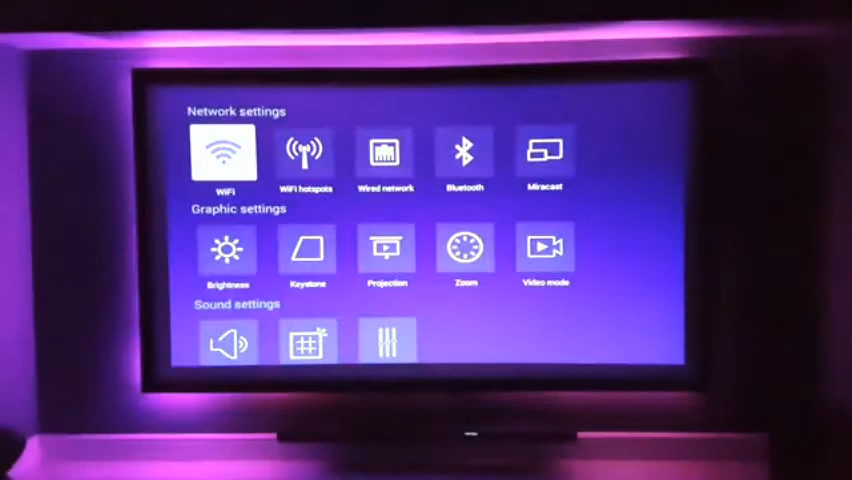 Network settings
WiFi
WiFi hotspots
Wired network
Bluetooth
Miracast
Graphic settings
Brightness
Keystone
Projection
Zoom
Video mode
Sound settings